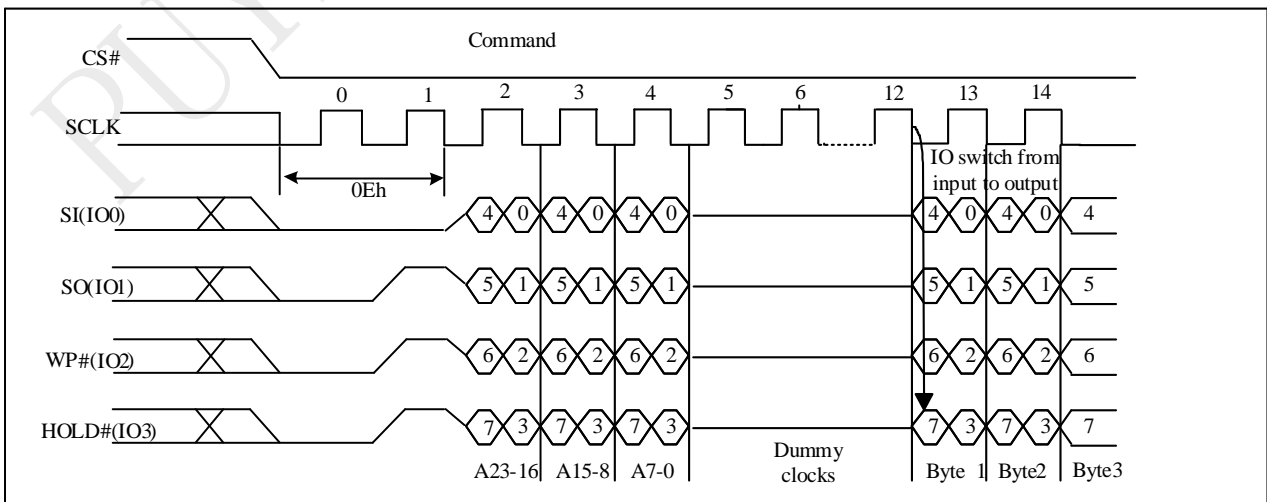 PUY
Command
CS#
0 1 2 3 4 5 6 12 13 14
SCLK
IO switch from
input to output
0Eh
SI(IO0) 4 0 4 0 4 0 4 0 4 0 4
SO(IO1) 5 1 5 1 5 1 5 1 5 1 5
WP#(IO2) 6 2 6 2 6 2 6 2 6 2 6
HOLD#(IO3) 7 3 7 3 7 3 7 3 7 3 7
A23-16 A15-8 A7-0 Dummy
clocks Byte 1 Byte2 Byte3